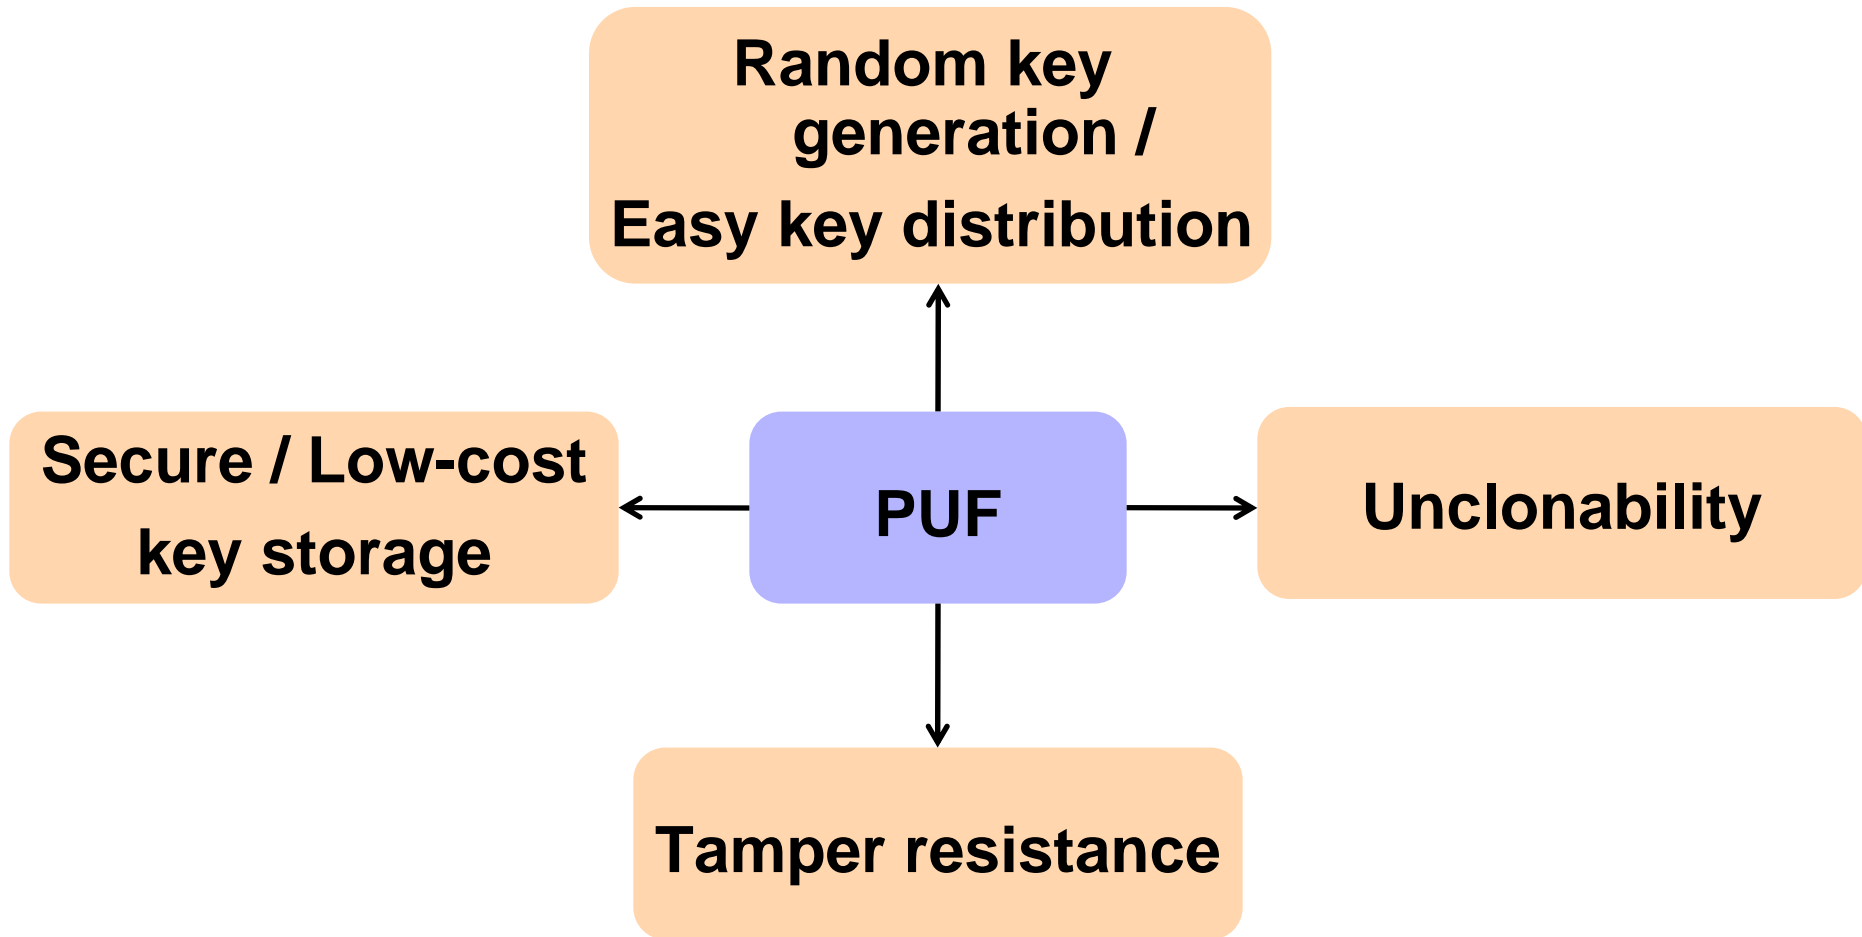 Random key
generation /
Easy key distribution
Secure / Low-cost
key storage
PUF
Unclonability
Tamper resistance